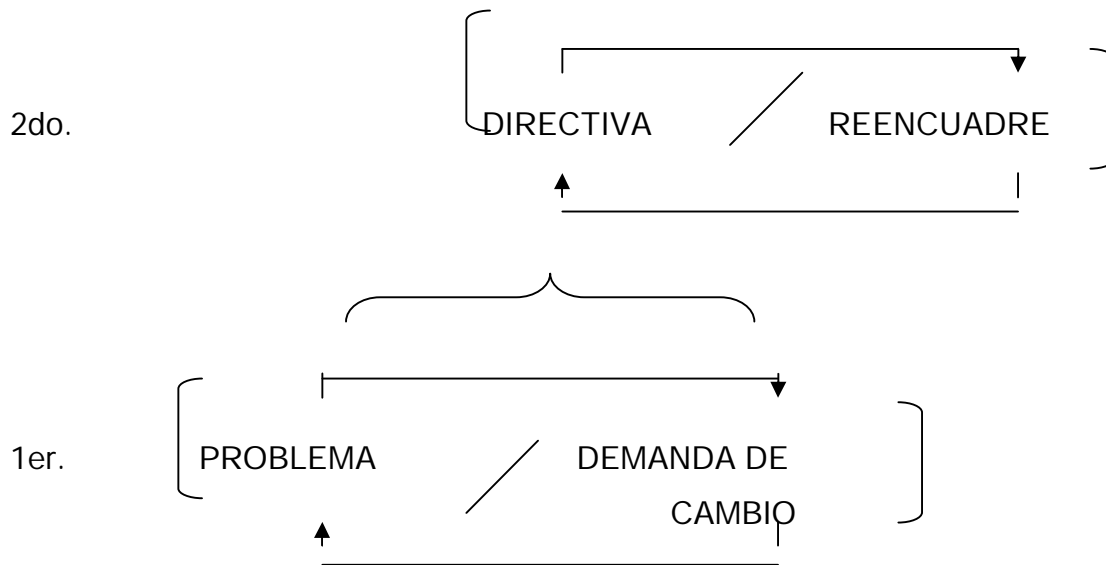 2do. DIRECTIVA / REENCUADRE
1er. PROBLEMA / DEMANDA DE
CAMBIO